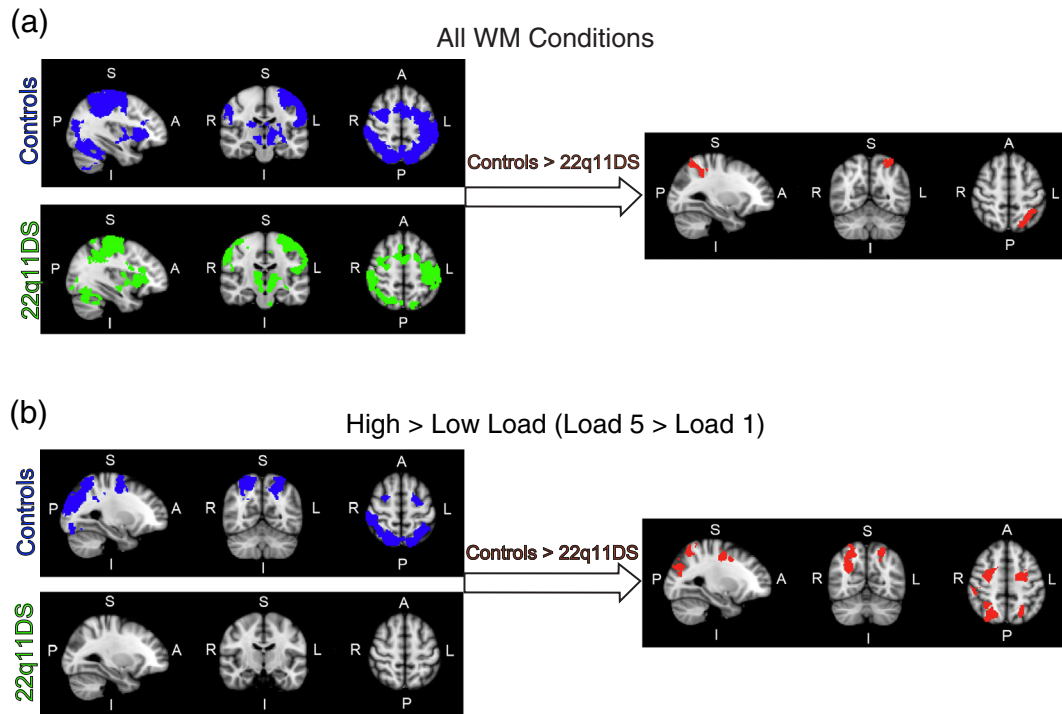 (a)
All WM Conditions
Controls
S S A
P A R L R L
I I P
Controls > 22q11DS
S S A
P A R L R L
I I P
22q11DS
S S A
P A R L R L
I I P
(b)
High > Low Load (Load 5 > Load 1)
Controls
S S A
P A R L R L
I I P
Controls > 22q11DS
S S A
P A R L R L
I I P
22q11DS
S S A
P A R L R L
I I P